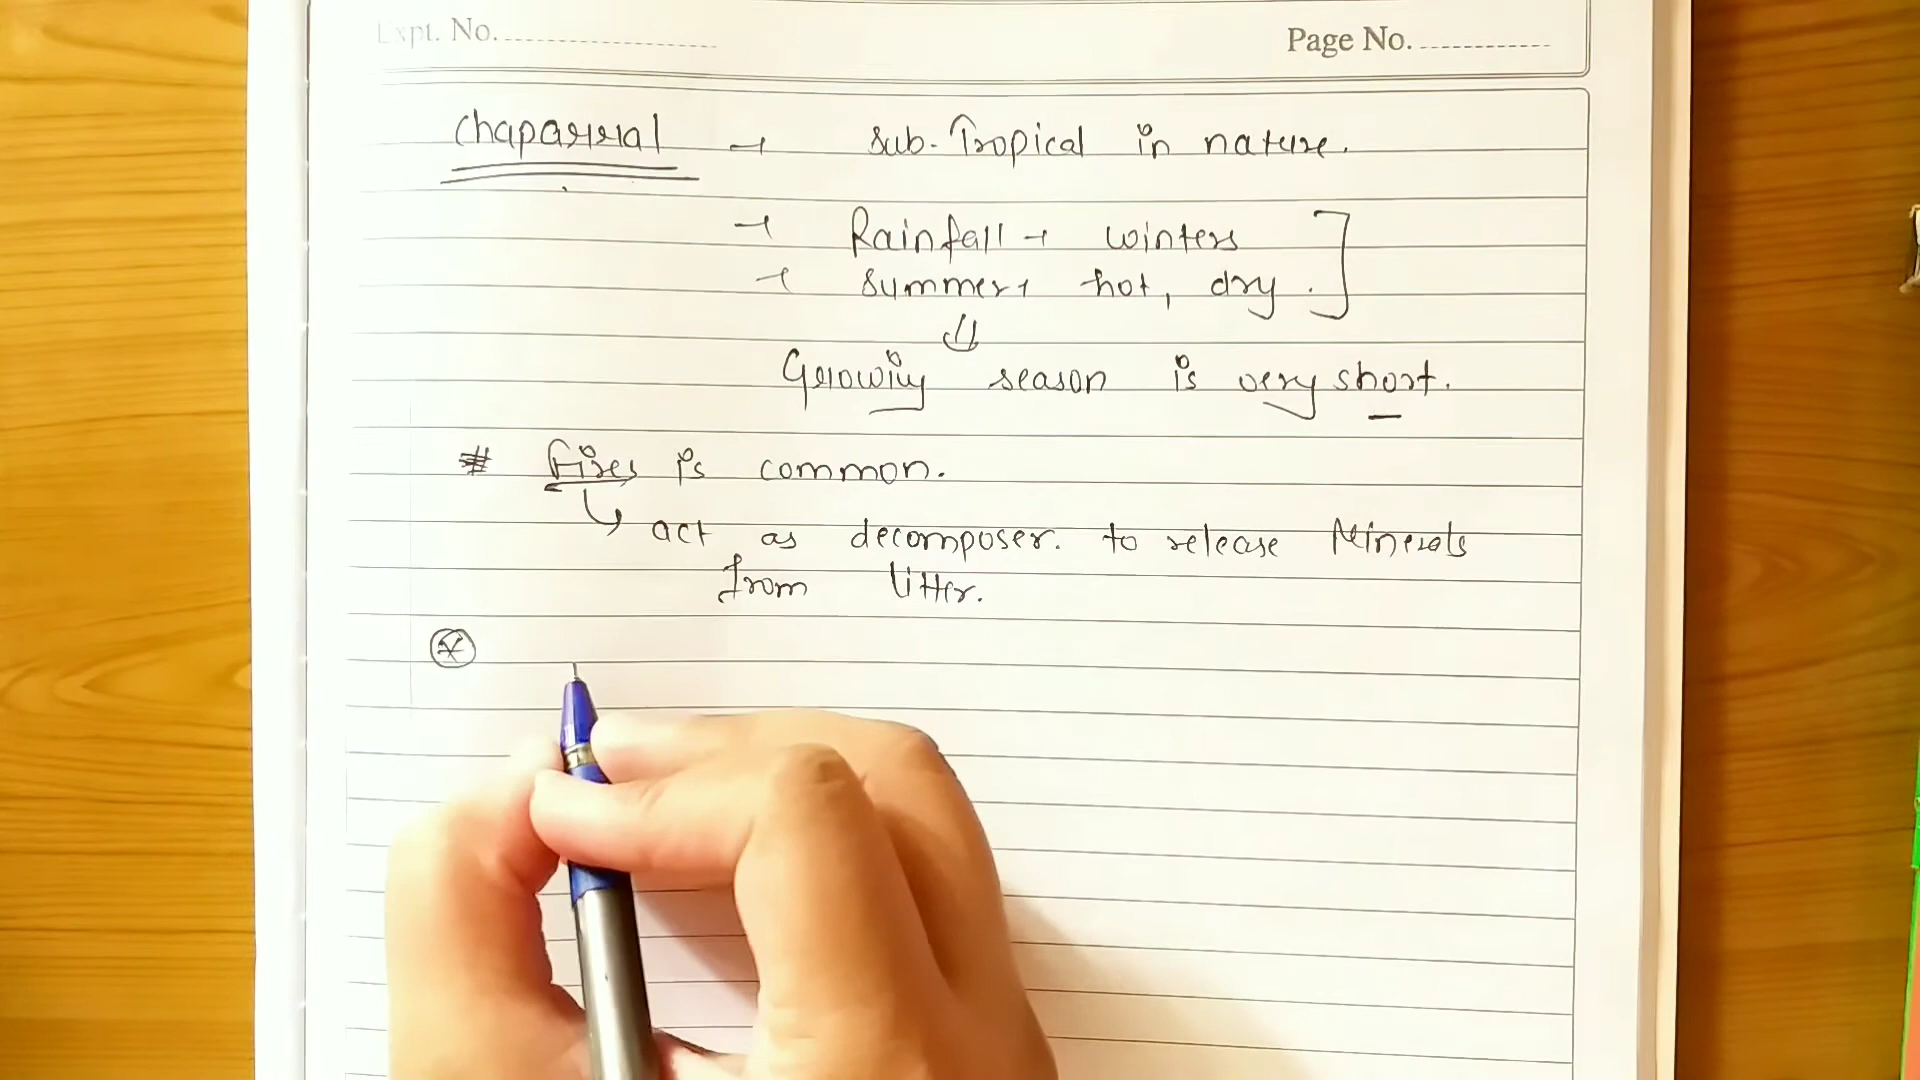 Expt. No.
Page No.
Chaparral → Sub-Tropical in nature.
→ Rainfall → winters
→ Summer → hot, dry.
⇓
Growing season is very short.
# Fires is common.
↳ act as decomposer. to release Minerals
from litter.